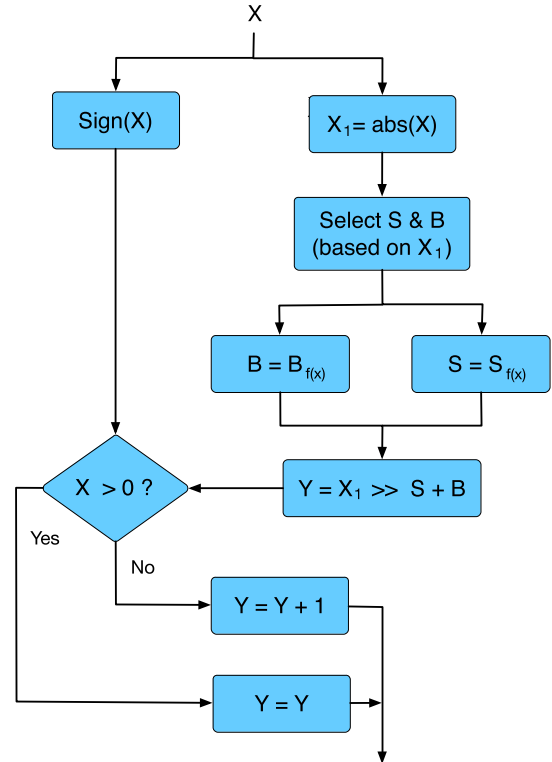 X
Sign(X)
X₁= abs(X)
Select S & B
(based on X₁)
B = B f(x)
S = S f(x)
X > 0 ?
Y = X₁ >> S + B
Yes
No
Y = Y + 1
Y = Y